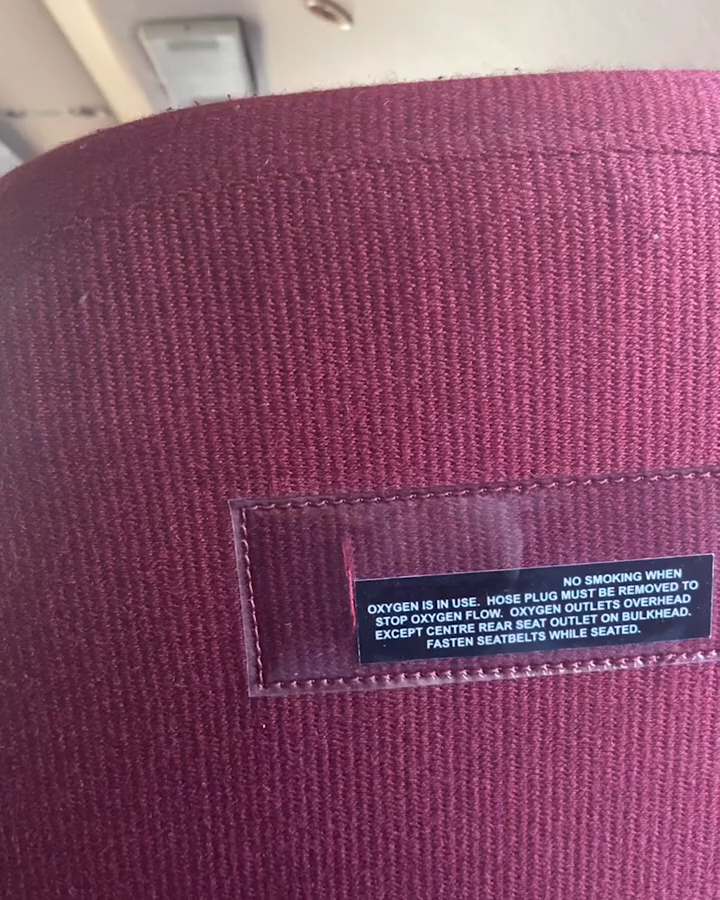 NO SMOKING WHEN
OXYGEN IS IN USE. HOSE PLUG MUST BE REMOVED TO
STOP OXYGEN FLOW. OXYGEN OUTLETS OVERHEAD
EXCEPT CENTRE REAR SEAT OUTLET ON BULKHEAD.
FASTEN SEATBELTS WHILE SEATED.